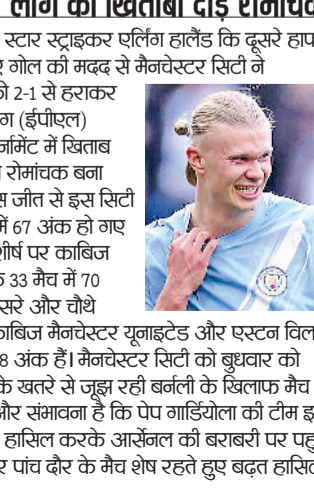 लीग की खिताबी दौड़ रोमांचक
स्टार स्ट्राइकर एर्लिंग हालैंड कि दूसरे हाफ
गोल की मदद से मैनचेस्टर सिटी ने
2-1 से हराकर
(ईपीएल)
में खिताब
रोमांचक बना
जीत से इस सिटी
में 67 अंक हो गए
शीर्ष पर काबिज
33 मैच में 70
और चौथे
काबिज मैनचेस्टर यूनाइटेड और एस्टन विला
8 अंक हैं। मैनचेस्टर सिटी को बुधवार को
के खतरे से जूझ रही बर्नली के खिलाफ मैच
और संभावना है कि पेप गार्डियोला की टीम
हासिल करके आर्सेनल की बराबरी पर
पांच दौर के मैच शेष रहते हुए बढ़त